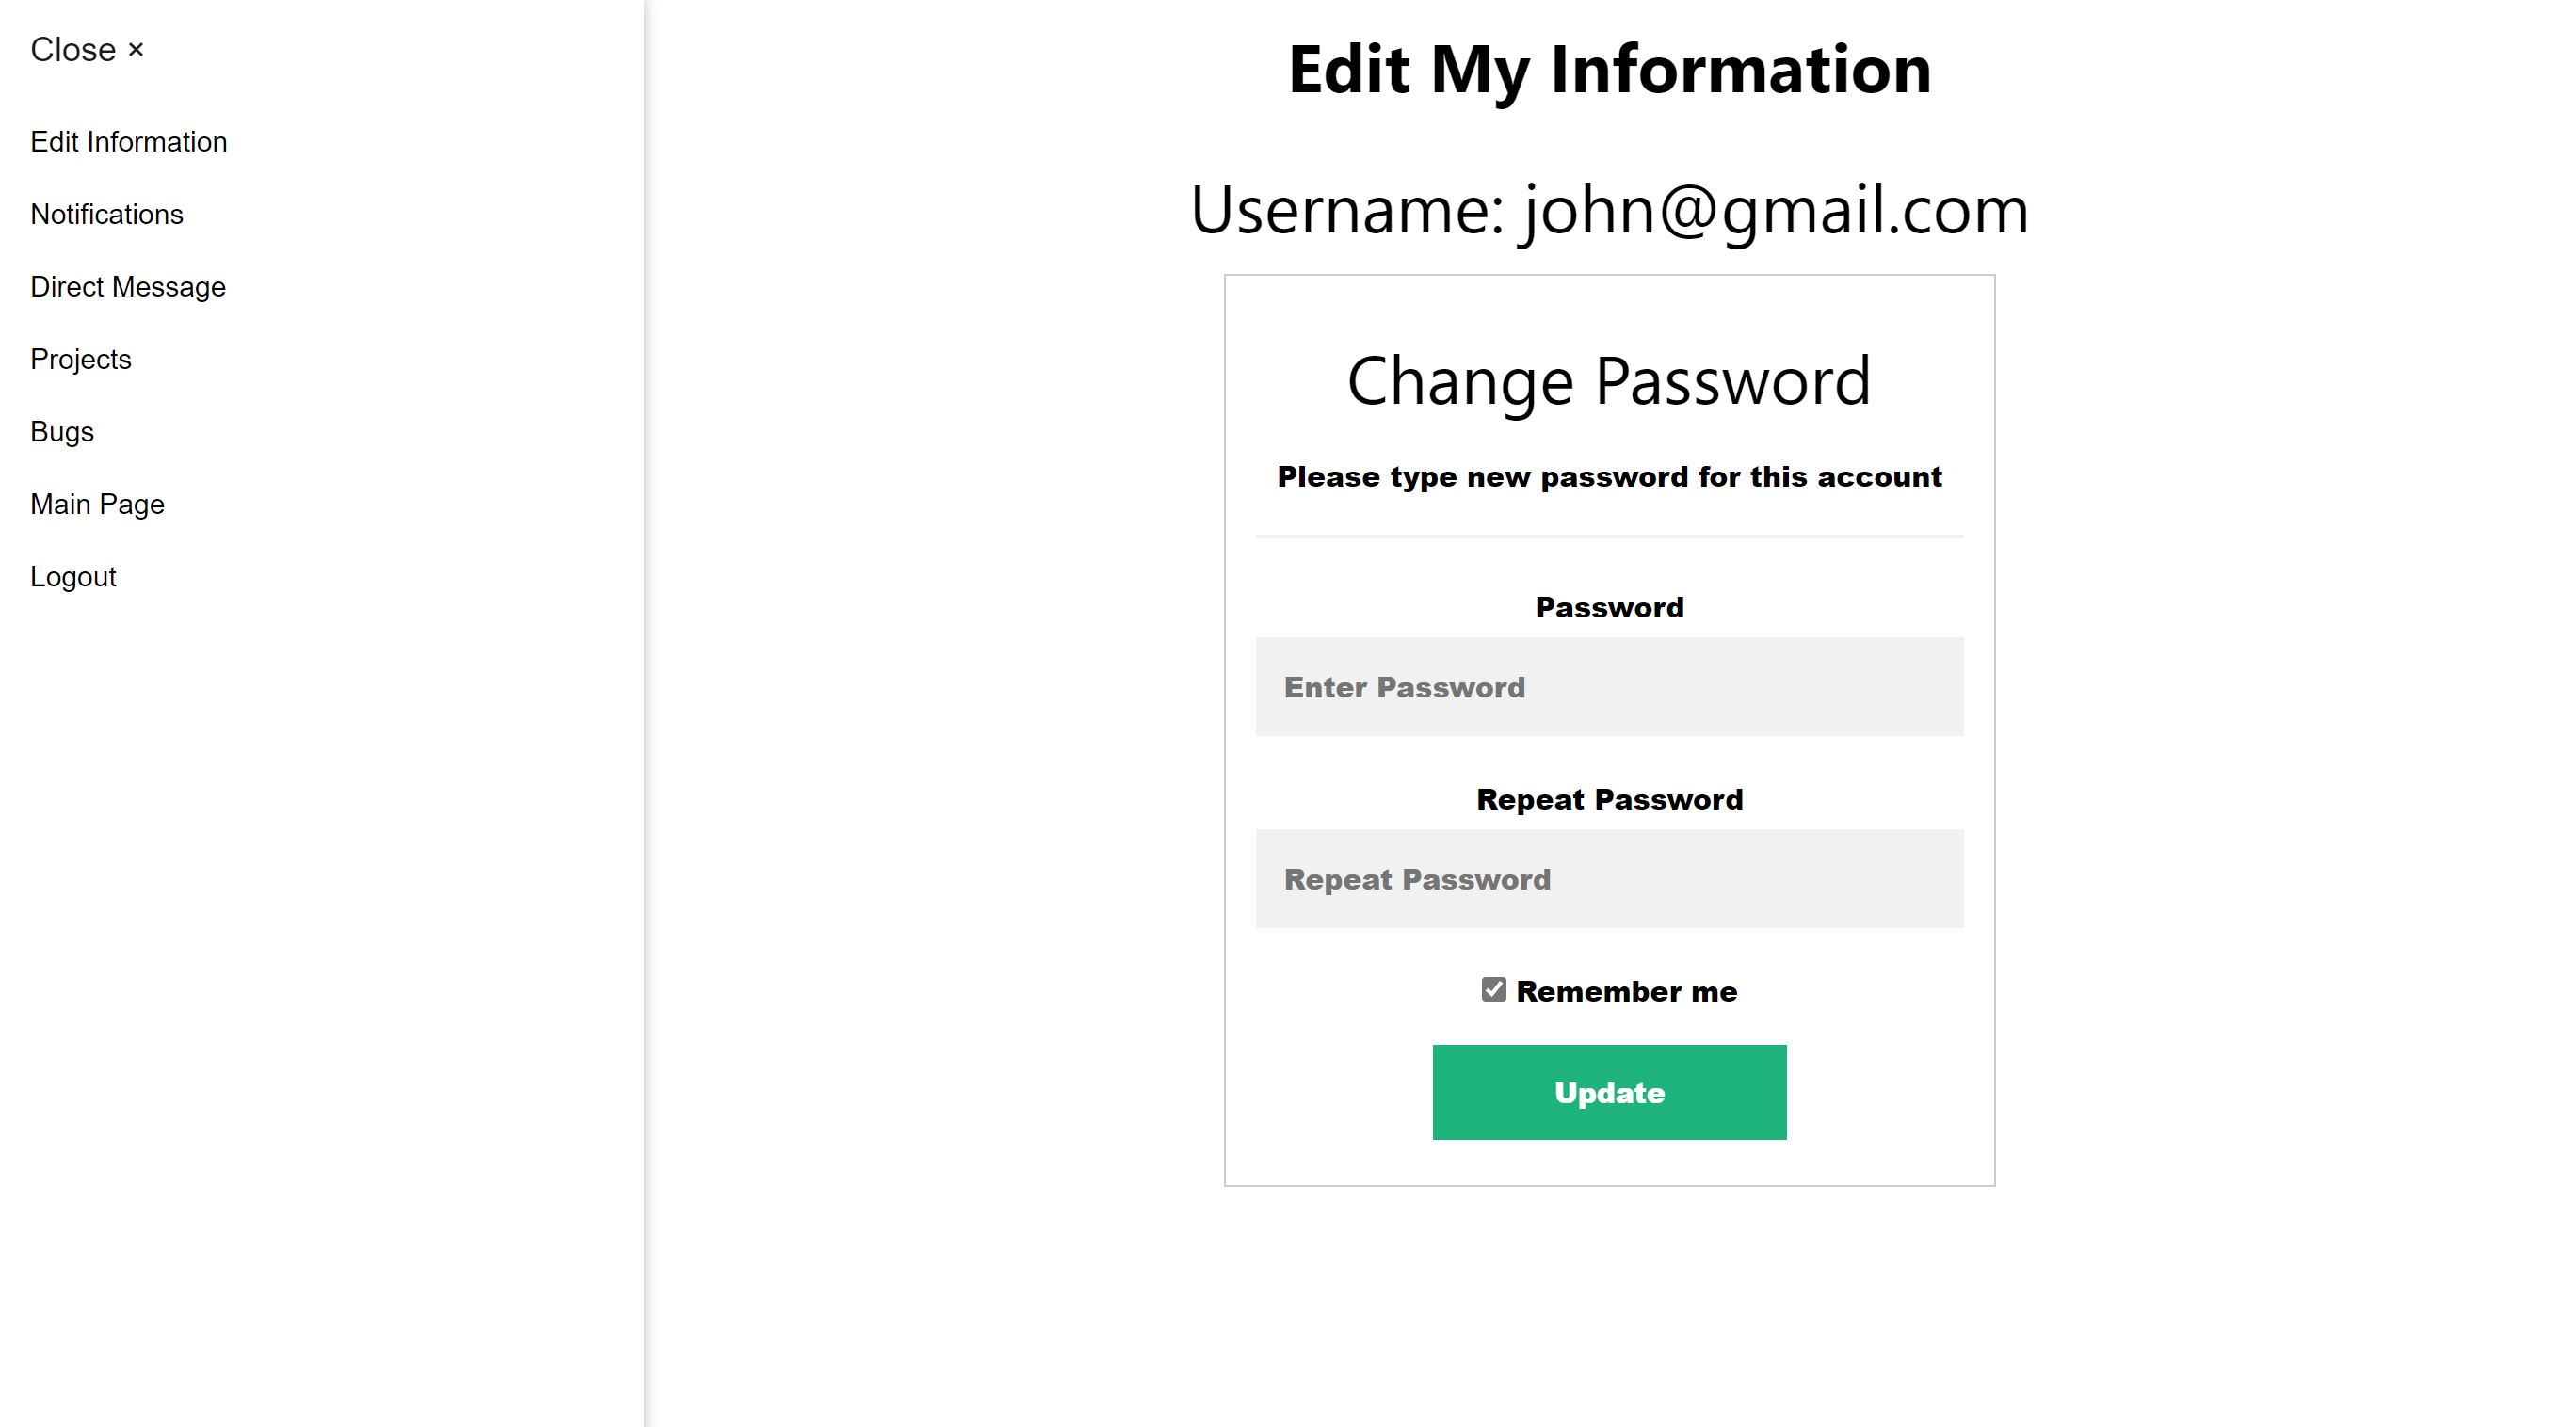 Close ×
Edit Information
Notifications
Direct Message
Projects
Bugs
Main Page
Logout
Edit My Information
Username: john@gmail.com
Change Password
Please type new password for this account
Password
Enter Password
Repeat Password
Repeat Password
Remember me
Update